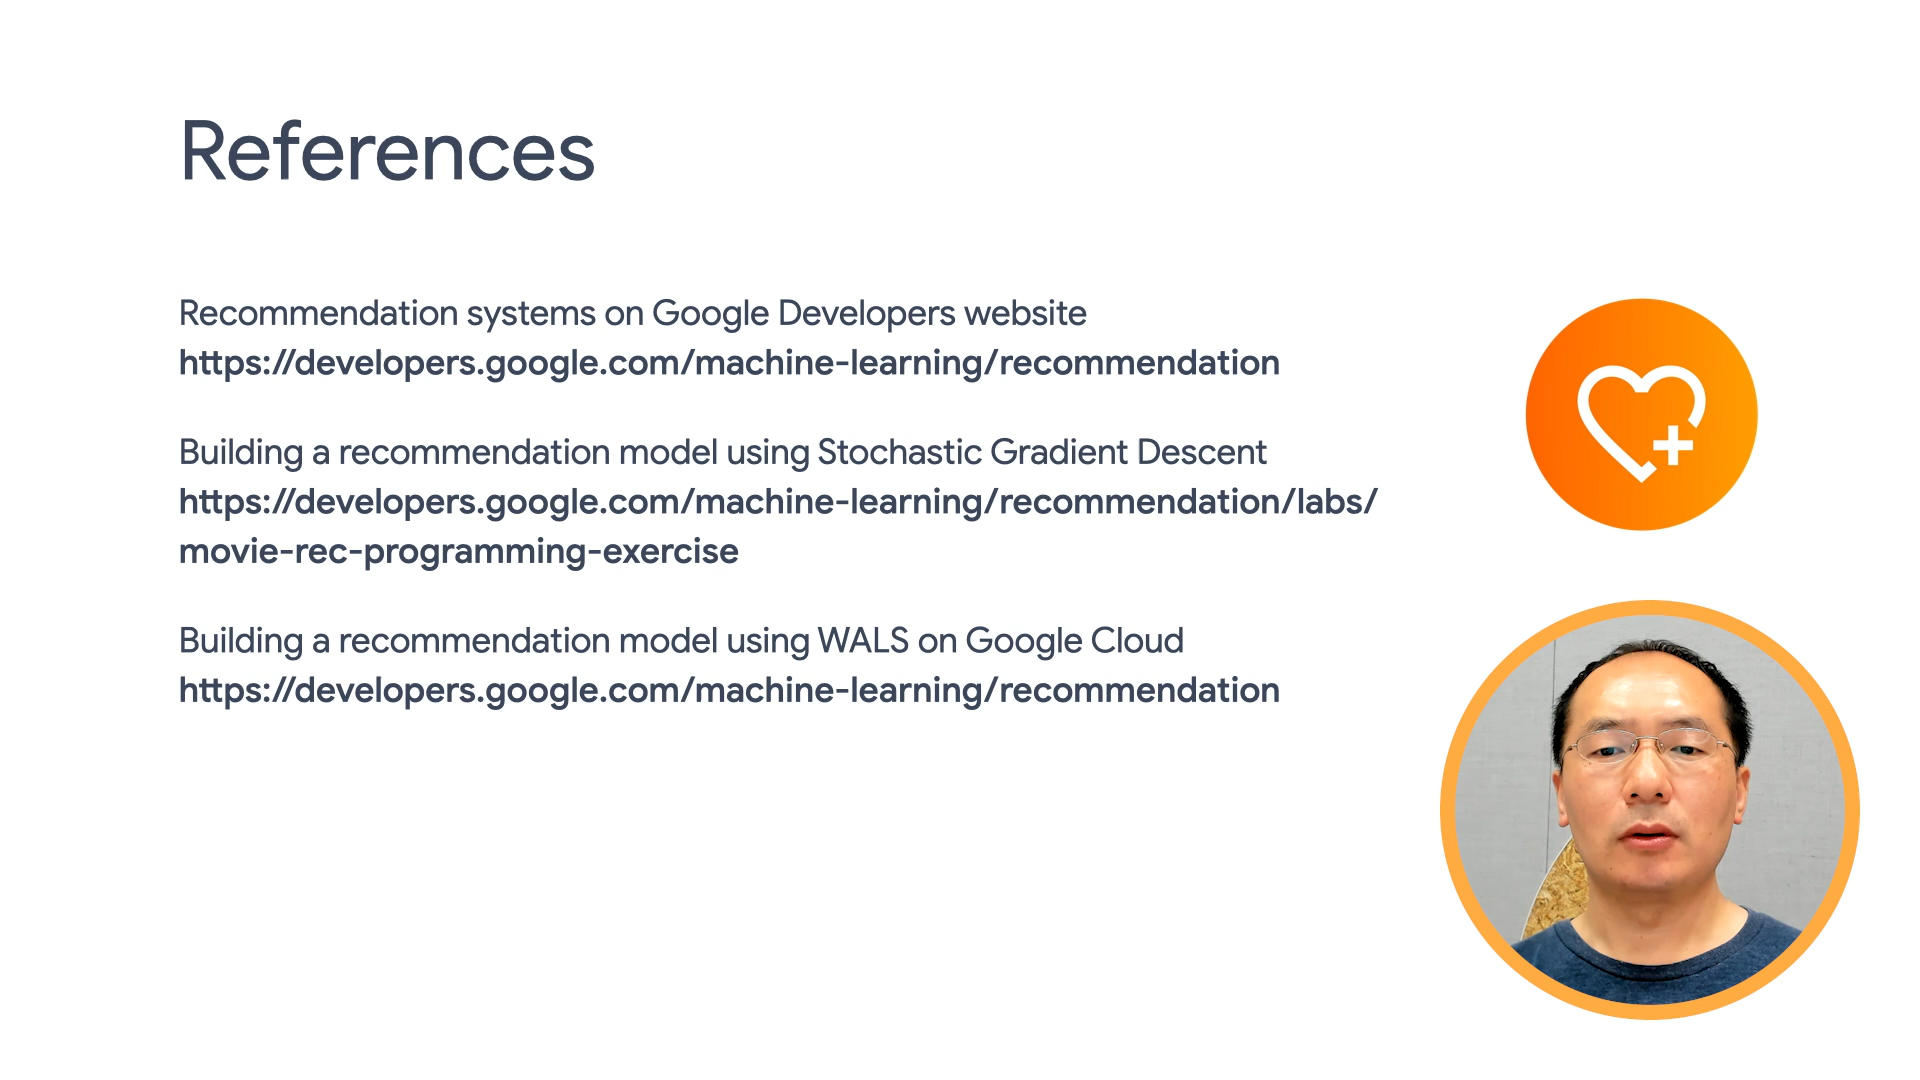 References
Recommendation systems on Google Developers website
https://developers.google.com/machine-learning/recommendation
Building a recommendation model using Stochastic Gradient Descent
https://developers.google.com/machine-learning/recommendation/labs/
movie-rec-programming-exercise
Building a recommendation model using WALS on Google Cloud
https://developers.google.com/machine-learning/recommendation